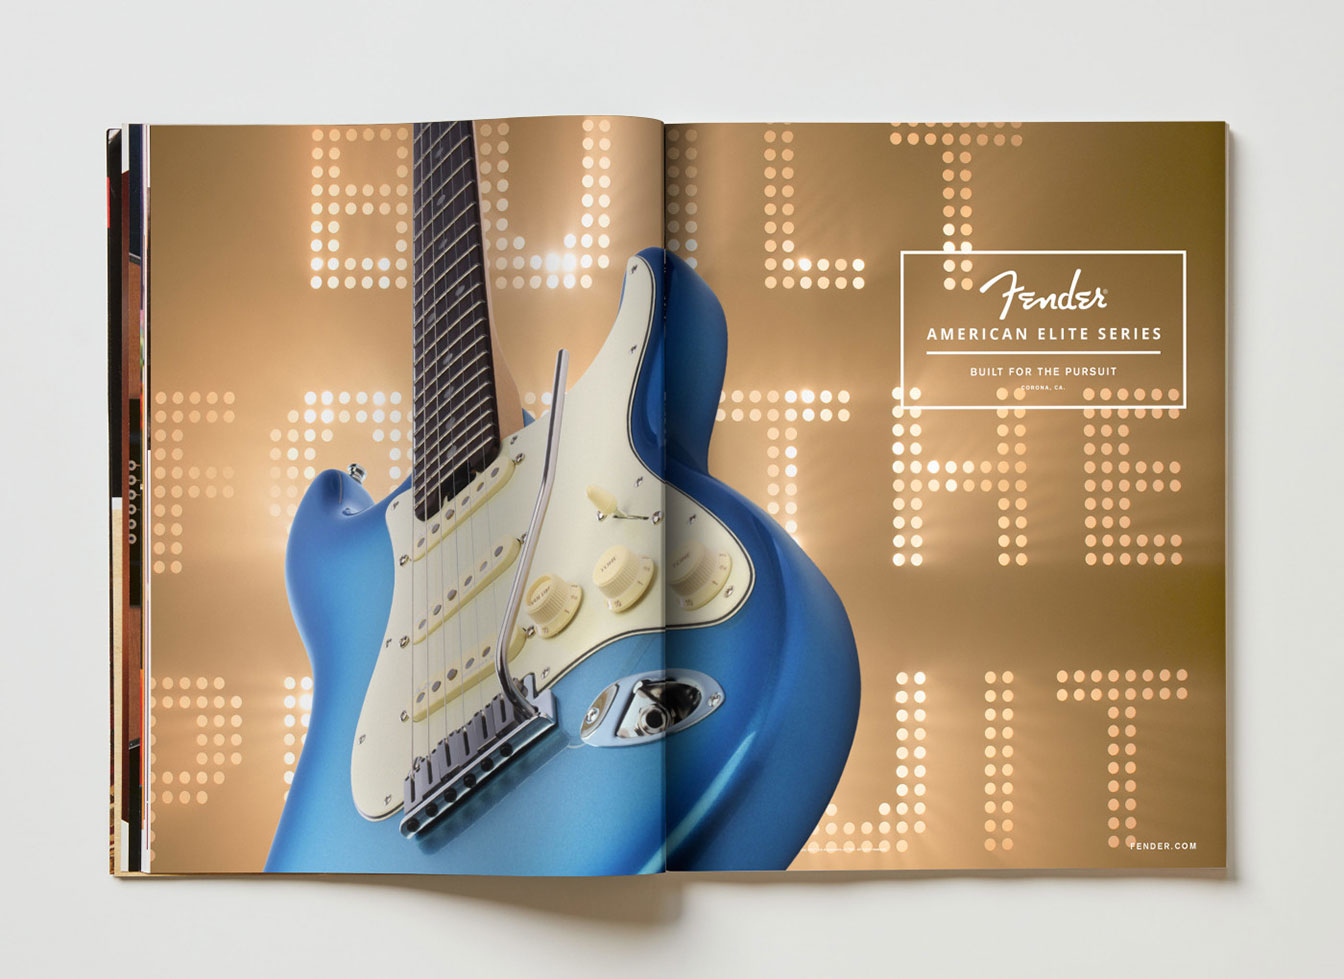 BUILT
FOR THE
PURSUIT
Fender®
AMERICAN ELITE SERIES
BUILT FOR THE PURSUIT
CORONA, CA.
FENDER.COM